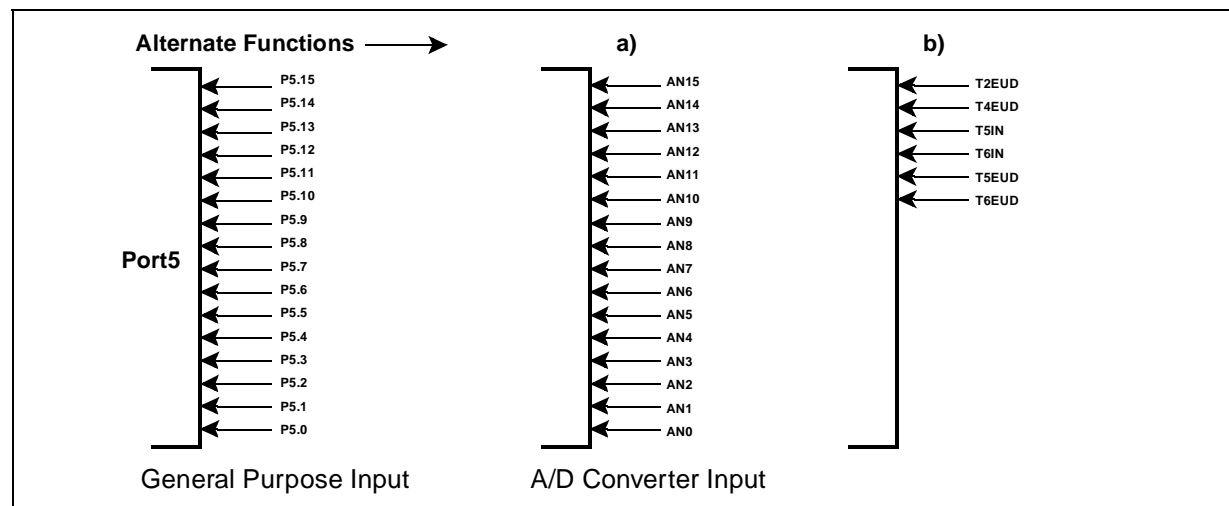 Alternate Functions a) b)
P5.15 AN15 T2EUD
P5.14 AN14 T4EUD
P5.13 AN13 T5IN
P5.12 AN12 T6IN
P5.11 AN11 T5EUD
P5.10 AN10 T6EUD
P5.9 AN9
P5.8 AN8
Port5 P5.7 AN7
P5.6 AN6
P5.5 AN5
P5.4 AN4
P5.3 AN3
P5.2 AN2
P5.1 AN1
P5.0 AN0
General Purpose Input A/D Converter Input